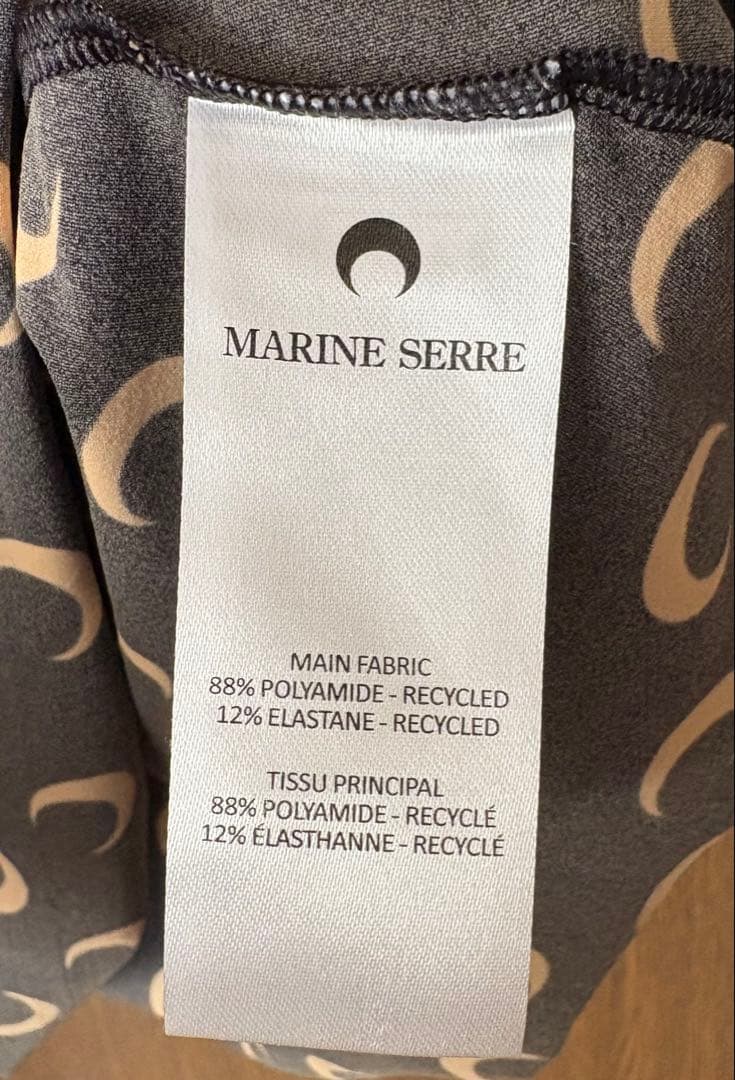 MARINE SERRE
MAIN FABRIC
88% POLYAMIDE - RECYCLED
12% ELASTANE - RECYCLED
TISSU PRINCIPAL
88% POLYAMIDE - RECYCLÉ
12% ÉLASTHANNE - RECYCLÉ